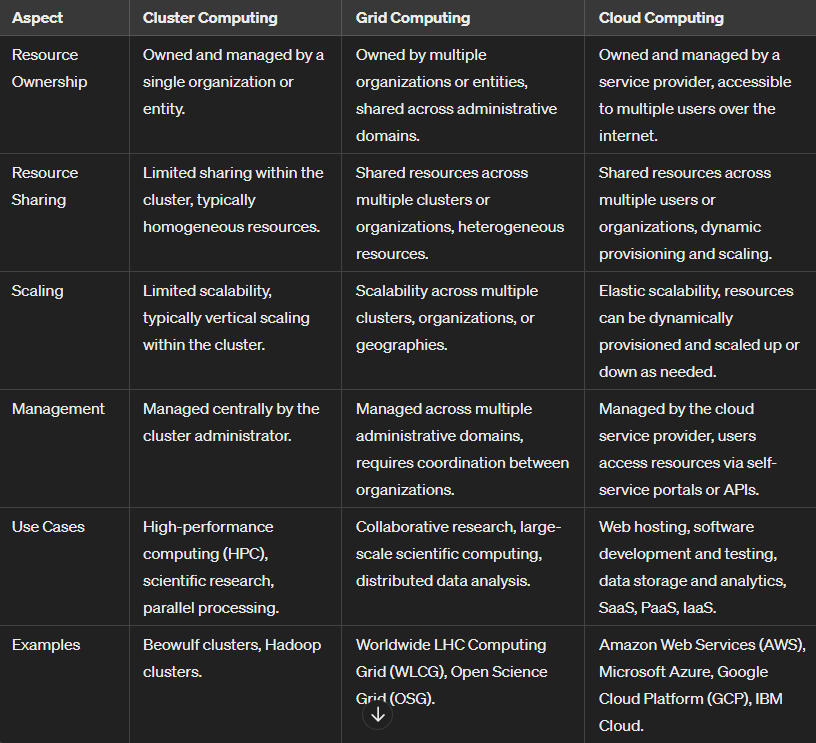 Aspect
Cluster Computing
Grid Computing
Cloud Computing
Resource
Ownership
Owned and managed by a
single organization or
entity.
Owned by multiple
organizations or entities,
shared across administrative
domains.
Owned and managed by a
service provider, accessible
to multiple users over the
internet.
Resource
Sharing
Limited sharing within the
cluster, typically
homogeneous resources.
Shared resources across
multiple clusters or
organizations, heterogeneous
resources.
Shared resources across
multiple users or
organizations, dynamic
provisioning and scaling.
Scaling
Limited scalability,
typically vertical scaling
within the cluster.
Scalability across multiple
clusters, organizations, or
geographies.
Elastic scalability, resources
can be dynamically
provisioned and scaled up or
down as needed.
Management
Managed centrally by the
cluster administrator.
Managed across multiple
administrative domains,
requires coordination between
organizations.
Managed by the cloud
service provider, users
access resources via self-
service portals or APIs.
Use Cases
High-performance
computing (HPC),
scientific research,
parallel processing.
Collaborative research, large-
scale scientific computing,
distributed data analysis.
Web hosting, software
development and testing,
data storage and analytics,
SaaS, PaaS, IaaS.
Examples
Beowulf clusters, Hadoop
clusters.
Worldwide LHC Computing
Grid (WLCG), Open Science
Grid (OSG).
Amazon Web Services (AWS),
Microsoft Azure, Google
Cloud Platform (GCP), IBM
Cloud.